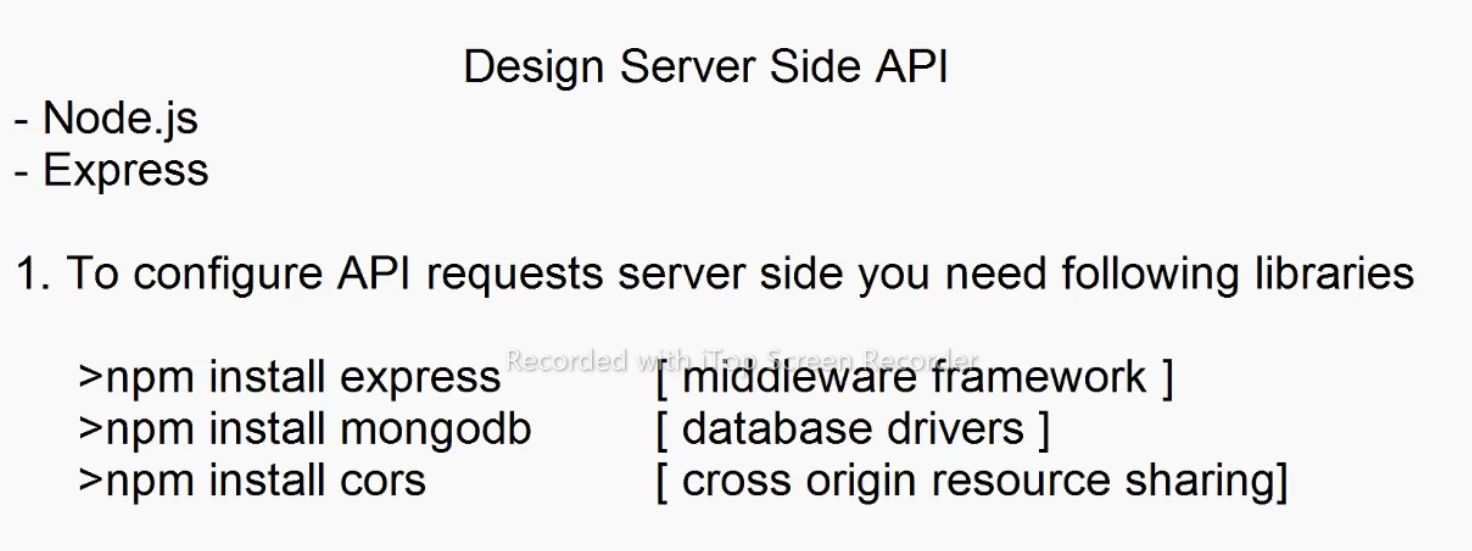 Design Server Side API
- Node.js
- Express
1. To configure API requests server side you need following libraries
Recorded with iTop Screen Recorder
>npm install express [ middleware framework ]
>npm install mongodb [ database drivers ]
>npm install cors [ cross origin resource sharing]